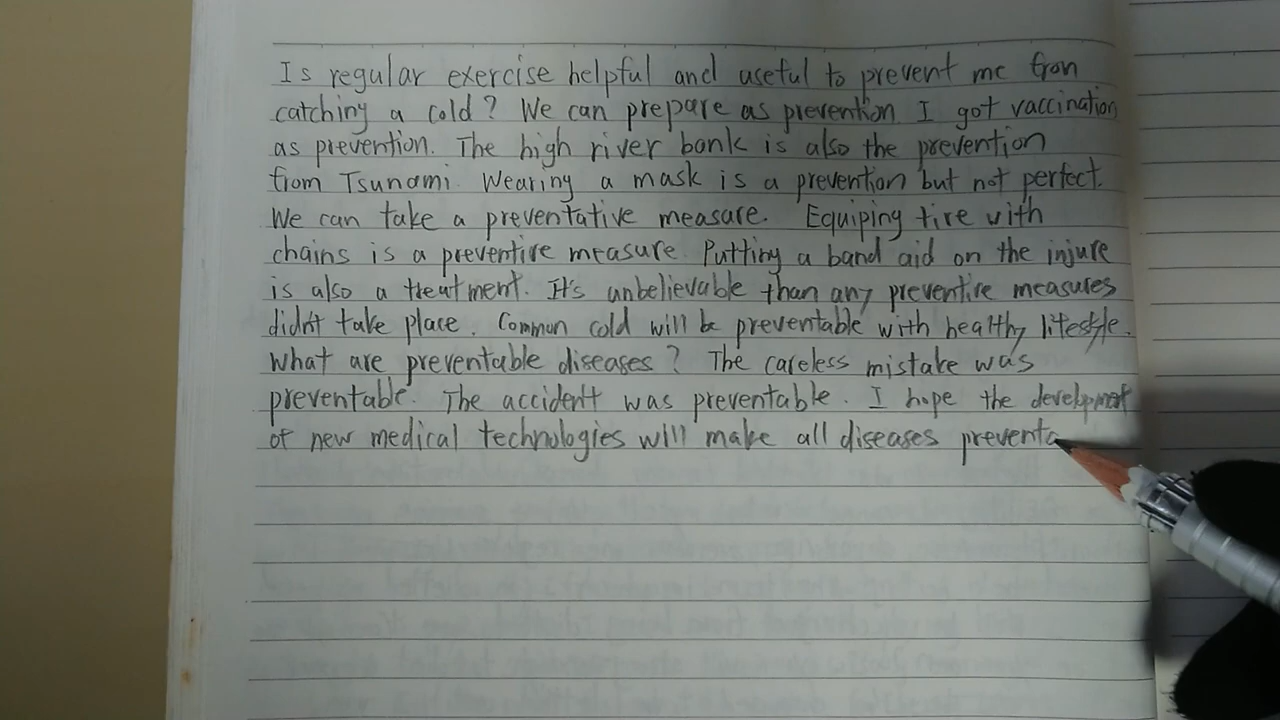 Is regular exercise helpful and useful to prevent me from
catching a cold? We can prepare as prevention. I got vaccination
as prevention. The high river bank is also the prevention
from Tsunami. Wearing a mask is a prevention but not perfect.
We can take a preventative measure. Equiping tire with
chains is a preventive measure. Putting a band aid on the injure
is also a treatment. It's unbelievable than any preventive measures
didn't take place. Common cold will be preventable with healthy lifestyle.
What are preventable diseases? The careless mistake was
preventable. The accident was preventable. I hope the development
of new medical technologies will make all diseases preventa